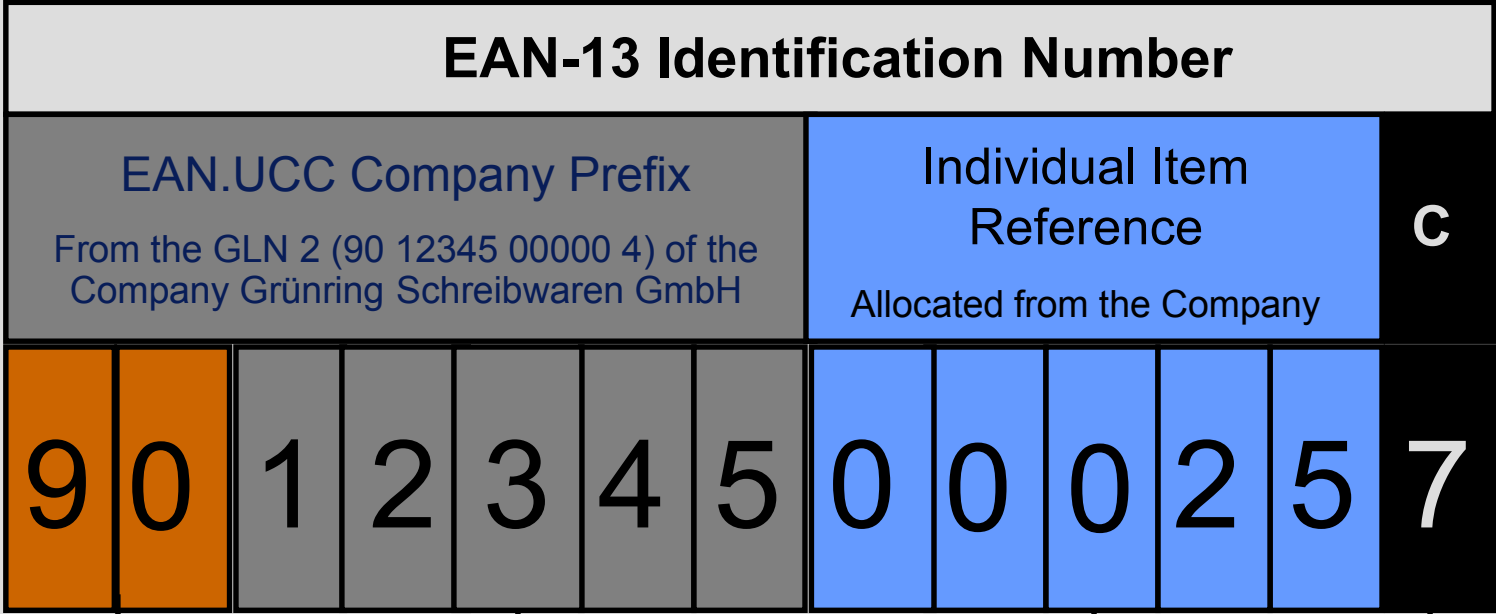 EAN-13 Identification Number
EAN.UCC Company Prefix
From the GLN 2 (90 12345 00000 4) of the
Company Grünring Schreibwaren GmbH
Individual Item
Reference
Allocated from the Company
C
9 0 1 2 3 4 5 0 0 0 2 5 7